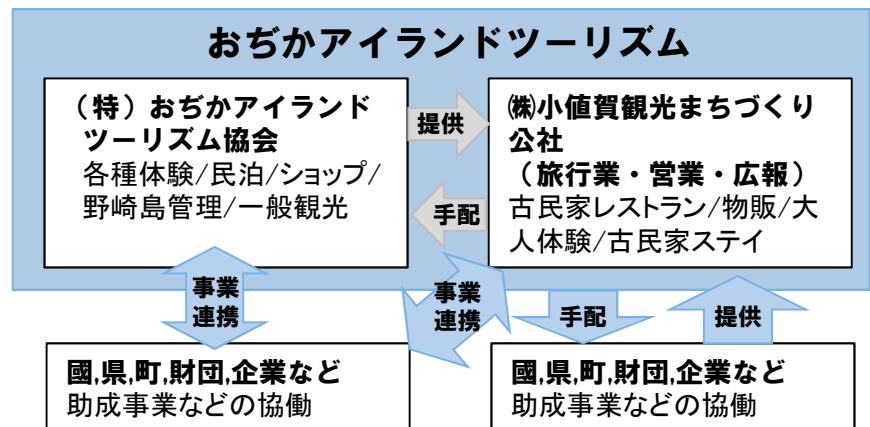 おぢかアイランドツーリズム
（特）おぢかアイランド
ツーリズム協会
各種体験/民泊/ショップ/
野崎島管理/一般観光
提供
手配
㈱小値賀観光まちづくり
公社
（旅行業・営業・広報）
古民家レストラン/物販/大
人体験/古民家ステイ
事業
連携
事業
連携
手配
提供
國,県,町,財団,企業など
助成事業などの協働
國,県,町,財団,企業など
助成事業などの協働